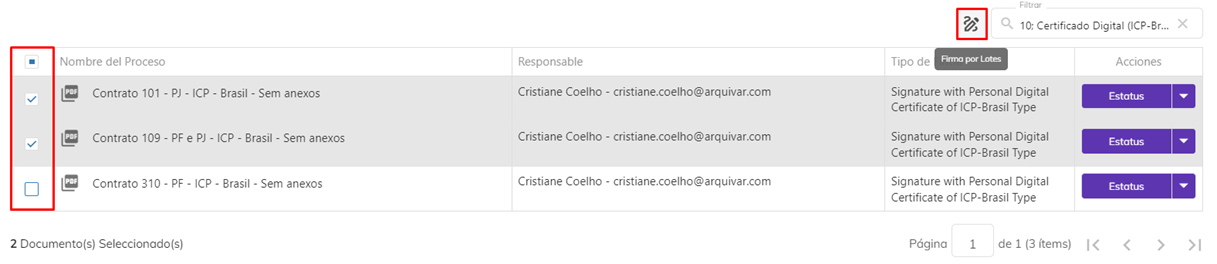 Filtrar
10; Certificado Digital (ICP-Br...
Firma por Lotes
Nombre del Proceso
Responsable
Tipo de
Acciones
PDF
Contrato 101 - PJ - ICP - Brasil - Sem anexos
Cristiane Coelho - cristiane.coelho@arquivar.com
Signature with Personal Digital
Certificate of ICP-Brasil Type
Estatus
PDF
Contrato 109 - PF e PJ - ICP - Brasil - Sem anexos
Cristiane Coelho - cristiane.coelho@arquivar.com
Signature with Personal Digital
Certificate of ICP-Brasil Type
Estatus
PDF
Contrato 310 - PF - ICP - Brasil - Sem anexos
Cristiane Coelho - cristiane.coelho@arquivar.com
Signature with Personal Digital
Certificate of ICP-Brasil Type
Estatus
2 Documento(s) Seleccionado(s)
Página 1 de 1 (3 ítems)